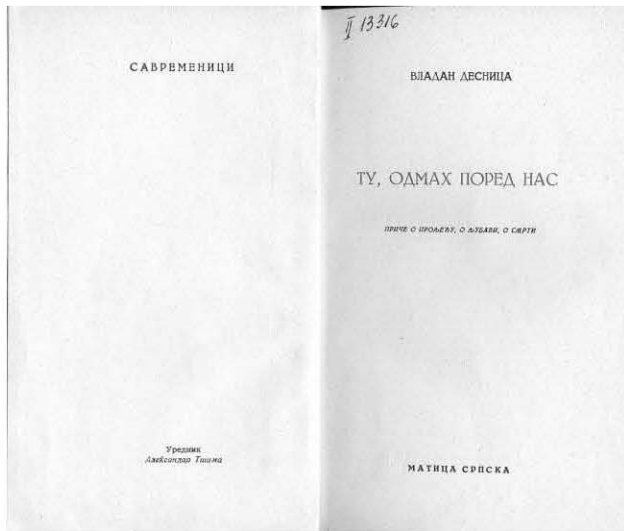 САВРЕМЕНИЦИ
Уредник
Александар Тишма
II 13316
ВЛАДАН ДЕСНИЦА
ТУ, ОДМАХ ПОРЕД НАС
ПРИЧЕ О ПРОЉЕЋУ, О ЉУБАВИ, О СМРТИ
МАТИЦА СРПСКА